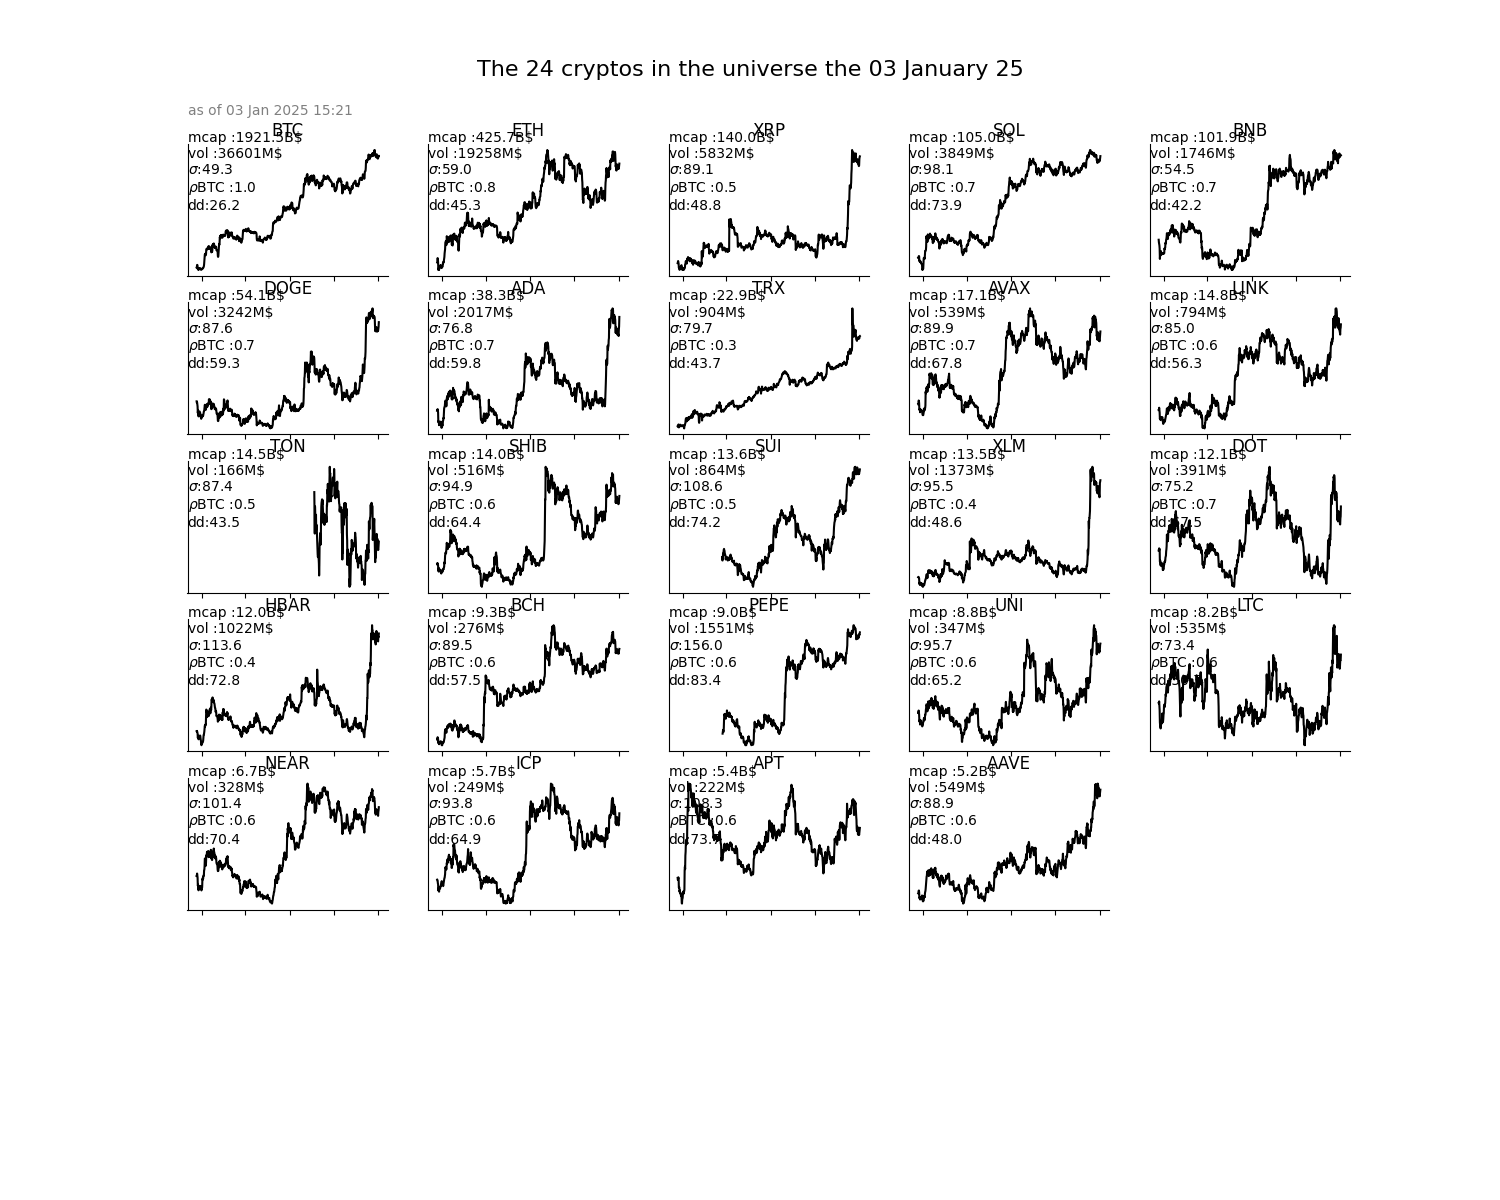 The 24 cryptos in the universe the 03 January 25
as of 03 Jan 2025 15:21
BTC
mcap :1921.5B$
vol :36601M$
σ:49.3
ρBTC :1.0
dd:26.2
ETH
mcap :425.7B$
vol :19258M$
σ:59.0
ρBTC :0.8
dd:45.3
XRP
mcap :140.0B$
vol :5832M$
σ:89.1
ρBTC :0.5
dd:48.8
SOL
mcap :105.0B$
vol :3849M$
σ:98.1
ρBTC :0.7
dd:73.9
BNB
mcap :101.9B$
vol :1746M$
σ:54.5
ρBTC :0.7
dd:42.2
DOGE
mcap :54.1B$
vol :3242M$
σ:87.6
ρBTC :0.7
dd:59.3
ADA
mcap :38.3B$
vol :2017M$
σ:76.8
ρBTC :0.7
dd:59.8
TRX
mcap :22.9B$
vol :904M$
σ:79.7
ρBTC :0.3
dd:43.7
AVAX
mcap :17.1B$
vol :539M$
σ:89.9
ρBTC :0.7
dd:67.8
LINK
mcap :14.8B$
vol :794M$
σ:85.0
ρBTC :0.6
dd:56.3
TON
mcap :14.5B$
vol :166M$
σ:87.4
ρBTC :0.5
dd:43.5
SHIB
mcap :14.0B$
vol :516M$
σ:94.9
ρBTC :0.6
dd:64.4
SUI
mcap :13.6B$
vol :864M$
σ:108.6
ρBTC :0.5
dd:74.2
XLM
mcap :13.5B$
vol :1373M$
σ:95.5
ρBTC :0.4
dd:48.6
DOT
mcap :12.1B$
vol :391M$
σ:75.2
ρBTC :0.7
HBAR
mcap :12.0B$
vol :1022M$
σ:113.6
ρBTC :0.4
dd:72.8
BCH
mcap :9.3B$
vol :276M$
σ:89.5
ρBTC :0.6
dd:57.5
PEPE
mcap :9.0B$
vol :1551M$
σ:156.0
ρBTC :0.6
dd:83.4
UNI
mcap :8.8B$
vol :347M$
σ:95.7
ρBTC :0.6
dd:65.2
LTC
mcap :8.2B$
vol :535M$
σ:73.4
ρBTC :0.6
NEAR
mcap :6.7B$
vol :328M$
σ:101.4
ρBTC :0.6
dd:70.4
ICP
mcap :5.7B$
vol :249M$
σ:93.8
ρBTC :0.6
dd:64.9
APT
mcap :5.4B$
vol :222M$
σ:108.3
ρBTC :0.6
AAVE
mcap :5.2B$
vol :549M$
σ:88.9
ρBTC :0.6
dd:48.0